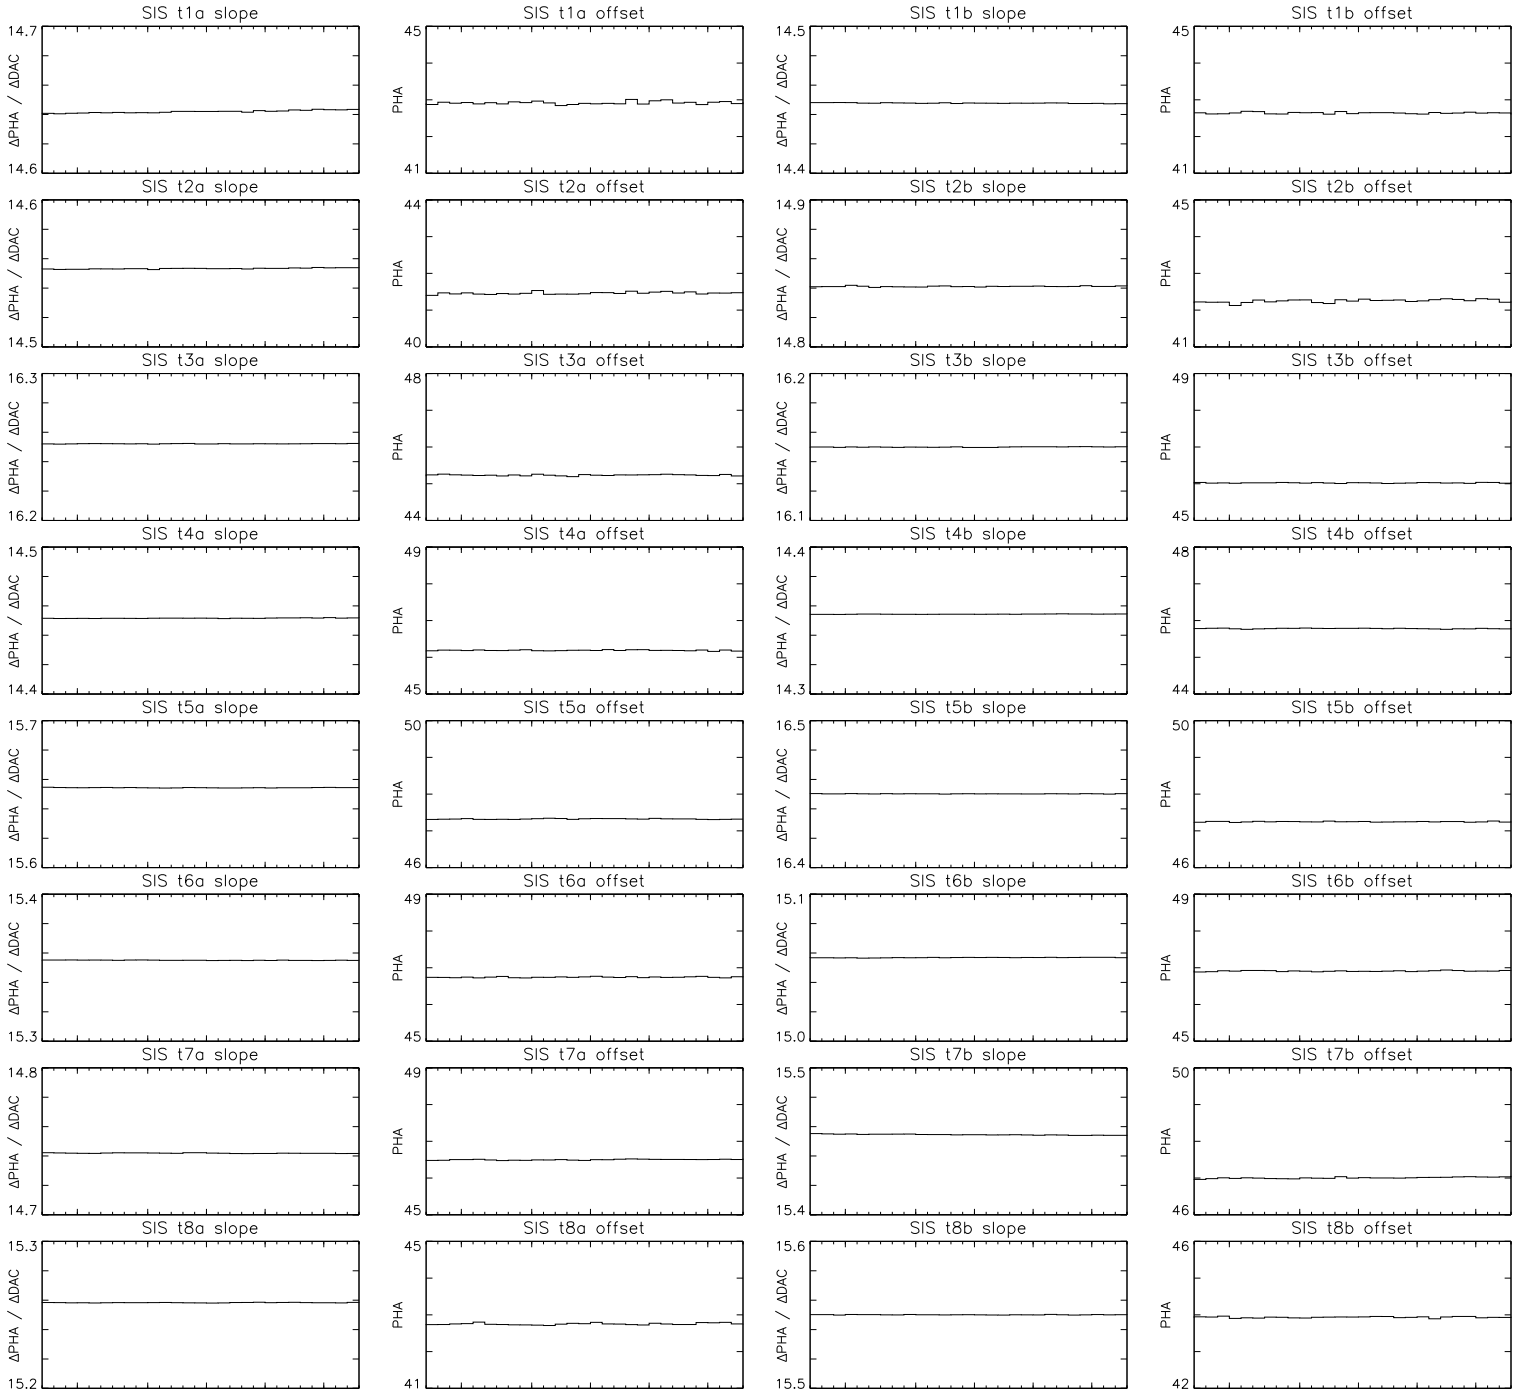 SIS t1a slope SIS t1a offset SIS t1b slope SIS t1b offset
14.7 45 14.5 45
ΔPHA / ΔDAC PHA ΔPHA / ΔDAC PHA
14.6 41 14.4 41
SIS t2a slope SIS t2a offset SIS t2b slope SIS t2b offset
14.6 44 14.9 45
ΔPHA / ΔDAC PHA ΔPHA / ΔDAC PHA
14.5 40 14.8 41
SIS t3a slope SIS t3a offset SIS t3b slope SIS t3b offset
16.3 48 16.2 49
ΔPHA / ΔDAC PHA ΔPHA / ΔDAC PHA
16.2 44 16.1 45
SIS t4a slope SIS t4a offset SIS t4b slope SIS t4b offset
14.5 49 14.4 48
ΔPHA / ΔDAC PHA ΔPHA / ΔDAC PHA
14.4 45 14.3 44
SIS t5a slope SIS t5a offset SIS t5b slope SIS t5b offset
15.7 50 16.5 50
ΔPHA / ΔDAC PHA ΔPHA / ΔDAC PHA
15.6 46 16.4 46
SIS t6a slope SIS t6a offset SIS t6b slope SIS t6b offset
15.4 49 15.1 49
ΔPHA / ΔDAC PHA ΔPHA / ΔDAC PHA
15.3 45 15.0 45
SIS t7a slope SIS t7a offset SIS t7b slope SIS t7b offset
14.8 49 15.5 50
ΔPHA / ΔDAC PHA ΔPHA / ΔDAC PHA
14.7 45 15.4 46
SIS t8a slope SIS t8a offset SIS t8b slope SIS t8b offset
15.3 45 15.6 46
ΔPHA / ΔDAC PHA ΔPHA / ΔDAC PHA
15.2 41 15.5 42